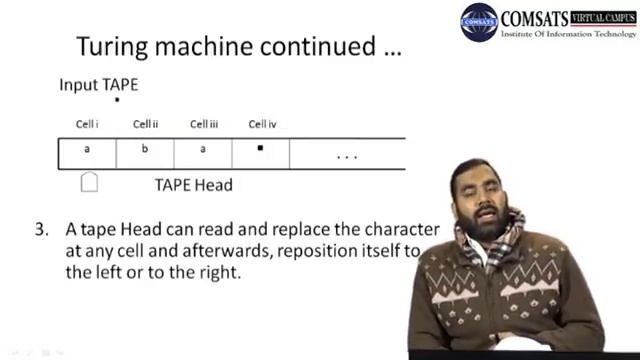 COMSATS VIRTUAL CAMPUS
Institute Of Information Technology
Turing machine continued ...
Input TAPE
Cell i Cell ii Cell iii Cell iv
a b a ...
TAPE Head
3. A tape Head can read and replace the character
at any cell and afterwards, reposition itself to
the left or to the right.